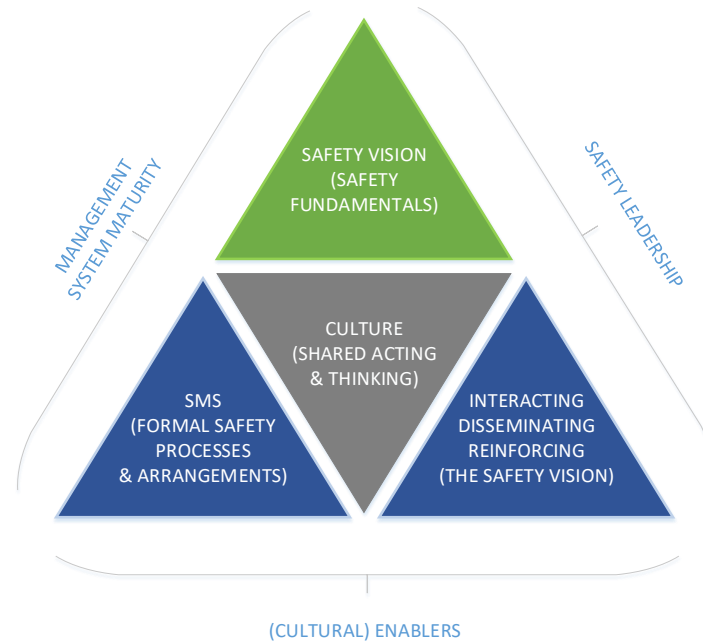 SAFETY VISION
(SAFETY
FUNDAMENTALS)
MANAGEMENT
SYSTEM MATURITY
SAFETY LEADERSHIP
CULTURE
(SHARED ACTING
& THINKING)
SMS
(FORMAL SAFETY
PROCESSES
& ARRANGEMENTS)
INTERACTING
DISSEMINATING
REINFORCING
(THE SAFETY VISION)
(CULTURAL) ENABLERS